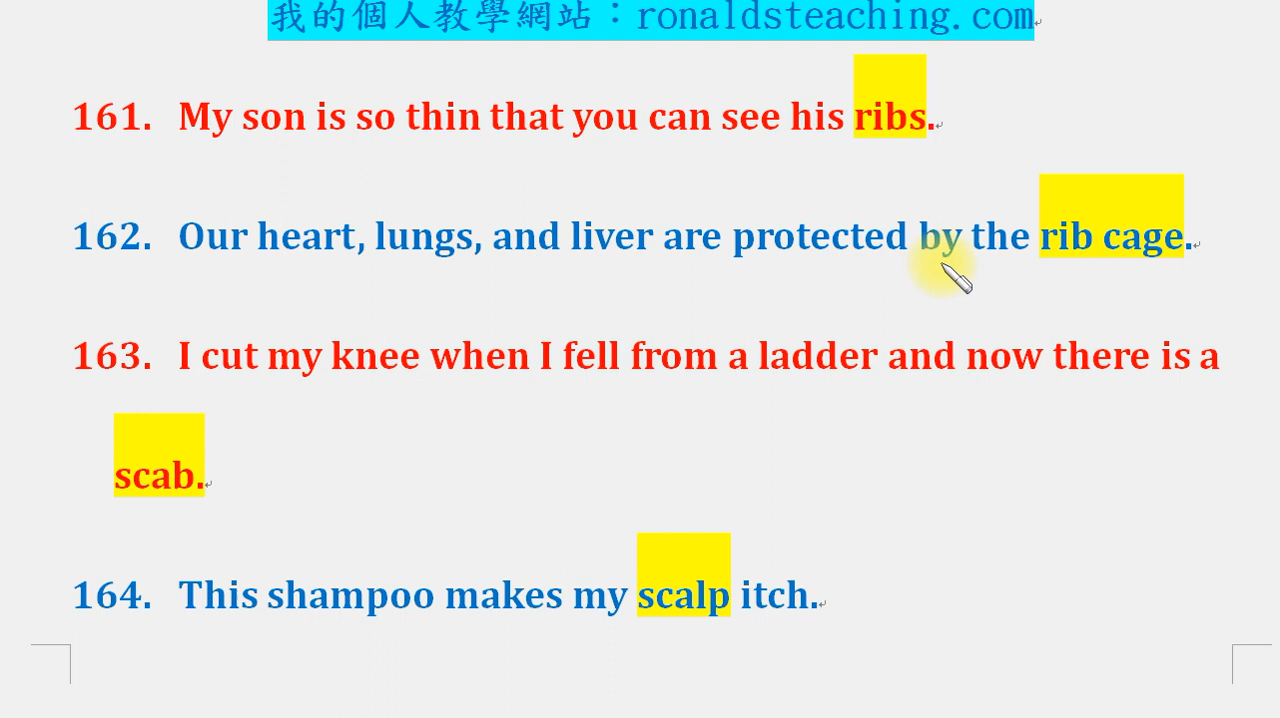 我的個人教學網站：ronaldsteaching.com
161. My son is so thin that you can see his ribs.
162. Our heart, lungs, and liver are protected by the rib cage.
163. I cut my knee when I fell from a ladder and now there is a
scab.
164. This shampoo makes my scalp itch.